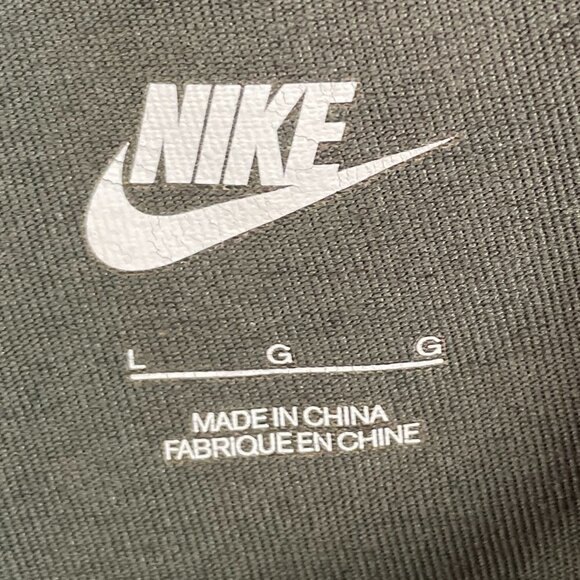 NIKE
L G G
MADE IN CHINA
FABRIQUE EN CHINE